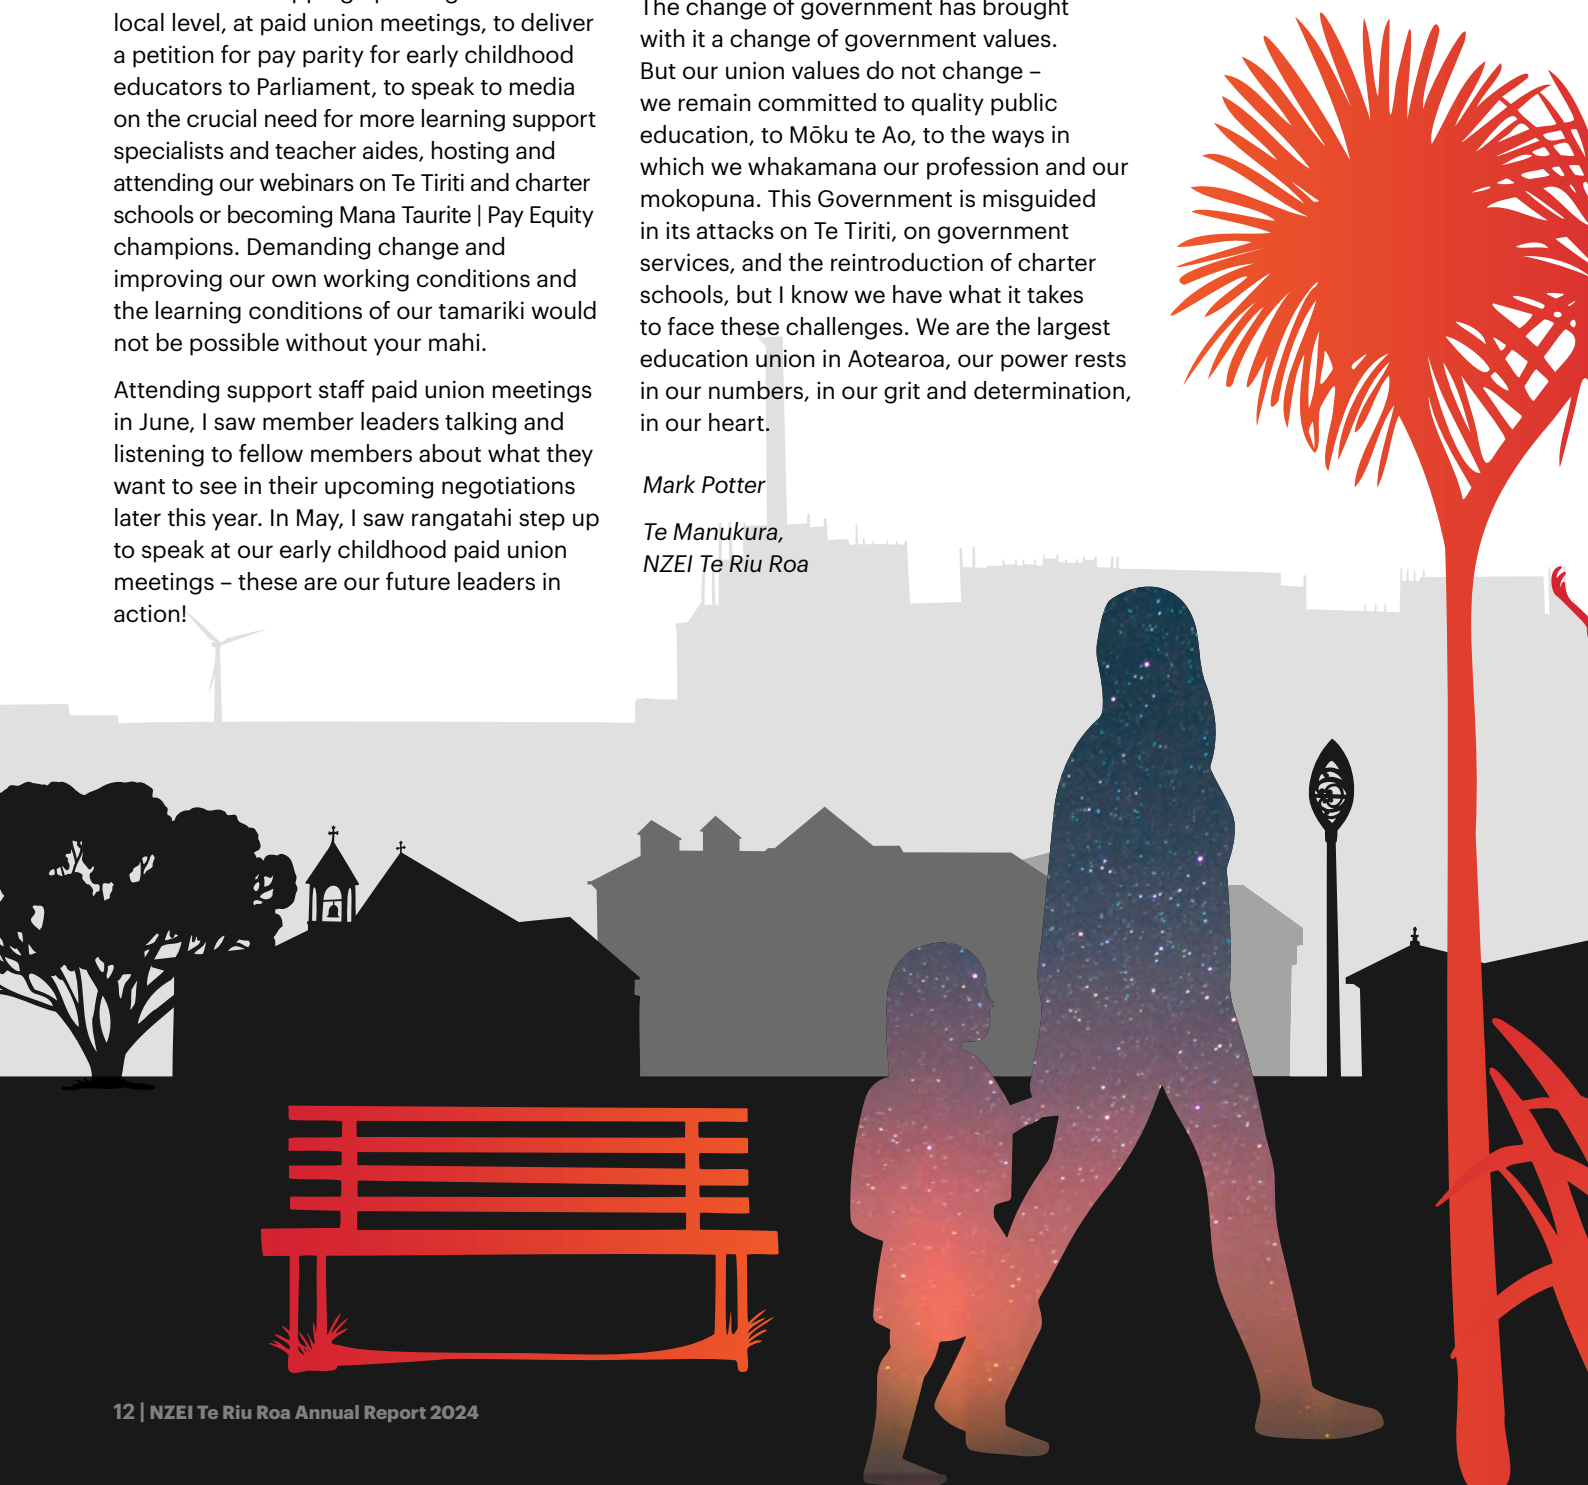 local level, at paid union meetings, to deliver
a petition for pay parity for early childhood
educators to Parliament, to speak to media
on the crucial need for more learning support
specialists and teacher aides, hosting and
attending our webinars on Te Tiriti and charter
schools or becoming Mana Taurite | Pay Equity
champions. Demanding change and
improving our own working conditions and
the learning conditions of our tamariki would
not be possible without your mahi.
Attending support staff paid union meetings
in June, I saw member leaders talking and
listening to fellow members about what they
want to see in their upcoming negotiations
later this year. In May, I saw rangatahi step up
to speak at our early childhood paid union
meetings – these are our future leaders in
action!
The change of government has brought
with it a change of government values.
But our union values do not change –
we remain committed to quality public
education, to Mōku te Ao, to the ways in
which we whakamana our profession and our
mokopuna. This Government is misguided
in its attacks on Te Tiriti, on government
services, and the reintroduction of charter
schools, but I know we have what it takes
to face these challenges. We are the largest
education union in Aotearoa, our power rests
in our numbers, in our grit and determination,
in our heart.
Mark Potter
Te Manukura,
NZEI Te Riu Roa
12 | NZEI Te Riu Roa Annual Report 2024